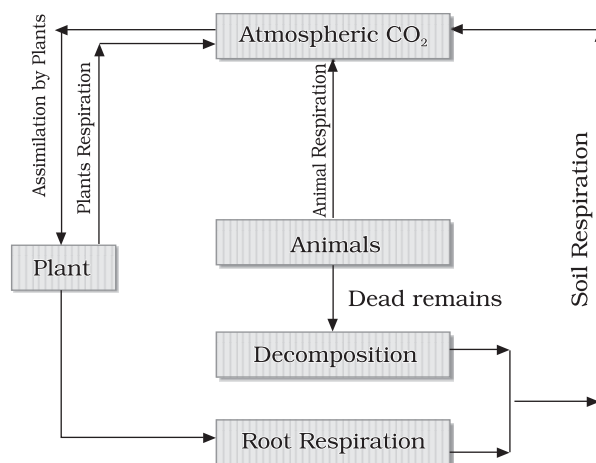 Atmospheric CO₂
Assimilation by Plants
Plants Respiration
Animal Respiration
Soil Respiration
Animals
Plant
Dead remains
Decomposition
Root Respiration